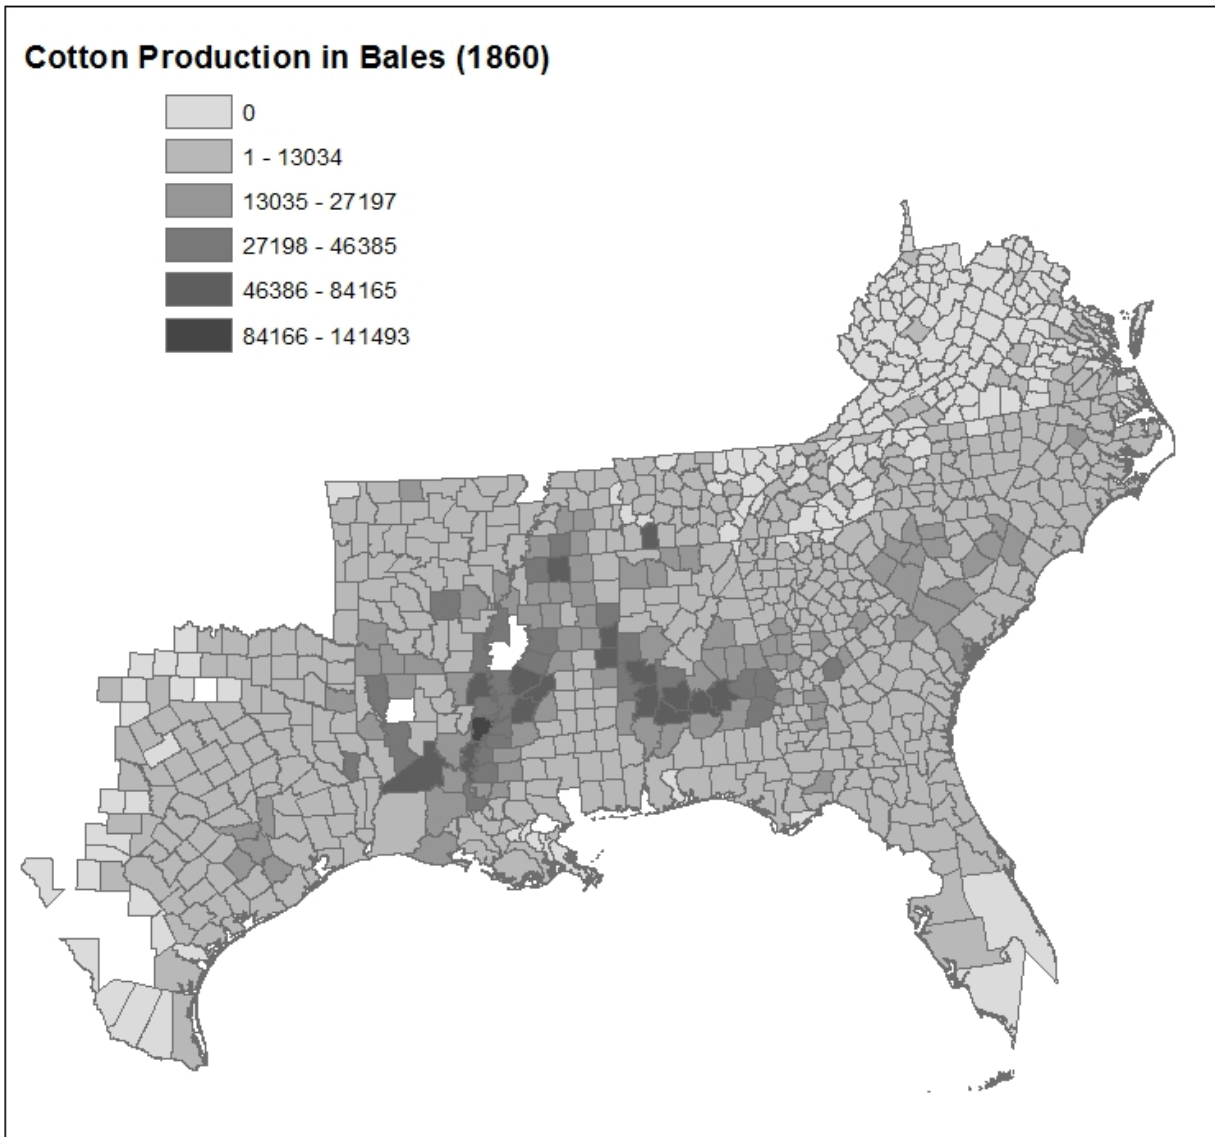 Cotton Production in Bales (1860)
0
1 - 13034
13035 - 27197
27198 - 46385
46386 - 84165
84166 - 141493